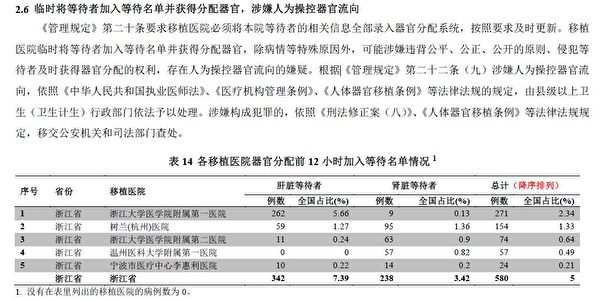 2.6 临时将等待者加入等待名单并获得分配器官，涉嫌人为操控器官流向
《管理规定》第二十条要求移植医院必须将本院等待者的相关信息全部录入器官分配系统，按照要求及时更新。移植
医院临时将等待者加入等待名单并获得分配器官，除病情等特殊原因外，可能涉嫌违背公平、公正、公开的原则、侵犯等
待者及时获得器官分配的权利，存在人为操控器官流向的嫌疑。根据《管理规定》第二十二条（九）涉嫌人为操控器官流
向，依照《中华人民共和国执业医师法》、《医疗机构管理条例》、《人体器官移植条例》等法律法规的规定，由县级以上卫
生（卫生计生）行政部门依法予以处理。涉嫌构成犯罪的，依照《刑法修正案（八）》、《人体器官移植条例》等法律法规规
定，移交公安机关和司法部门查处。
表 14 各移植医院器官分配前 12 小时加入等待名单情况 1
序号 省份 移植医院 肝脏等待者 肾脏等待者 总计（降序排列）
例数 全国占比(%) 例数 全国占比(%) 例数 全国占比(%)
1 浙江省 浙江大学医学院附属第一医院 262 5.66 9 0.13 271 2.34
2 浙江省 树兰(杭州)医院 59 1.27 95 1.36 154 1.33
3 浙江省 浙江大学医学院附属第二医院 11 0.24 63 0.9 74 0.64
4 浙江省 温州医科大学附属第一医院 0 0 57 0.82 57 0.49
5 浙江省 宁波市医疗中心李惠利医院 10 0.22 14 0.2 24 0.21
浙江省 342 7.39 238 3.42 580 5
1. 没有在表里列出的移植医院的病例数为 0。